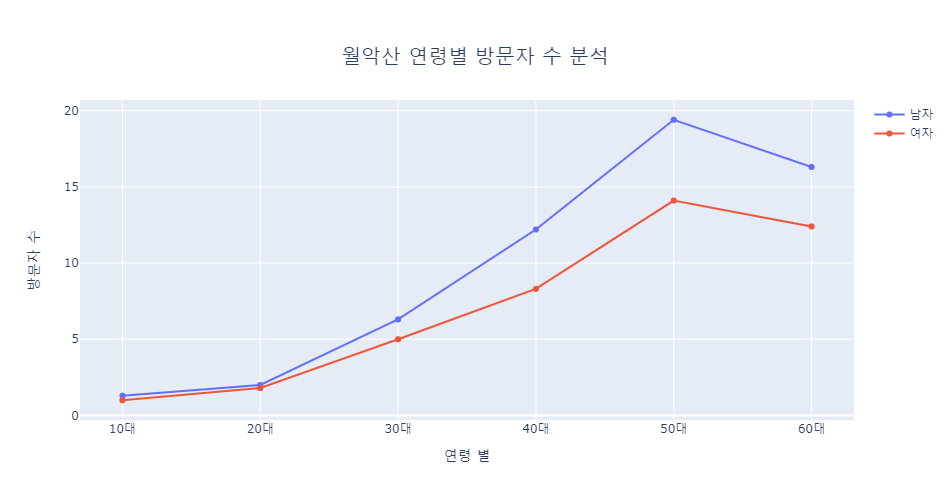 월악산 연령별 방문자 수 분석
남자
여자
방문자 수
20
15
10
5
0
10대
20대
30대
40대
50대
60대
연령 별